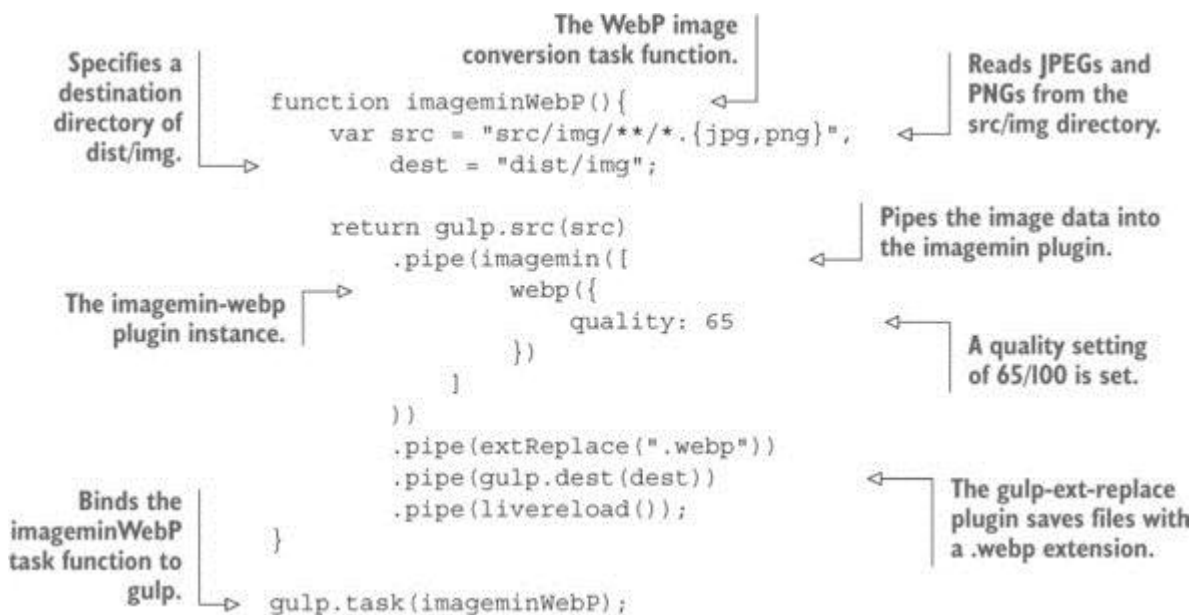 The WebP image
conversion task function.
Specifies a
destination
directory of
dist/img.
Reads JPEGs and
PNGs from the
src/img directory.
function imageminWebP(){
var src = "src/img/**/*.{jpg,png}",
dest = "dist/img";
return gulp.src(src)
.pipe(imagemin([
Pipes the image data into
the imagemin plugin.
The imagemin-webp
plugin instance.
webp({
quality: 65
})
]
))
A quality setting
of 65/100 is set.
.pipe(extReplace(".webp"))
.pipe(gulp.dest(dest))
.pipe(livereload());
The gulp-ext-replace
plugin saves files with
a .webp extension.
Binds the
imageminWebP
task function to
gulp.
}
gulp.task(imageminWebP);